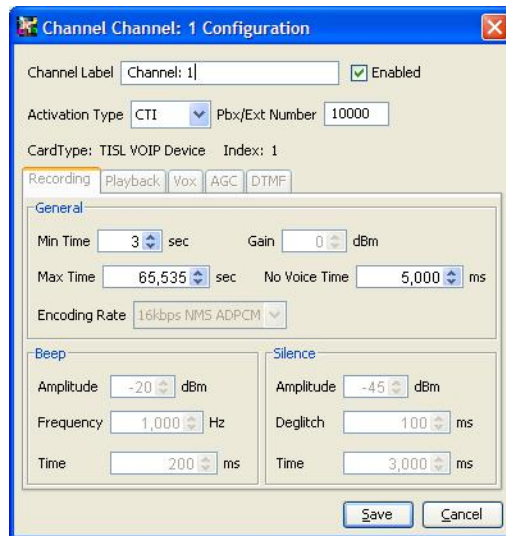 Channel Channel: 1 Configuration
Channel Label Channel: 1 Enabled
Activation Type CTI Pbx/Ext Number 10000
CardType: TISL VOIP Device Index: 1
Recording Playback Vox AGC DTMF
General
Min Time 3 sec Gain 0 dBm
Max Time 65,535 sec No Voice Time 5,000 ms
Encoding Rate 16kbps NMS ADPCM
Beep Silence
Amplitude -20 dBm Amplitude -45 dBm
Frequency 1,000 Hz Deglitch 100 ms
Time 200 ms Time 3,000 ms
Save Cancel